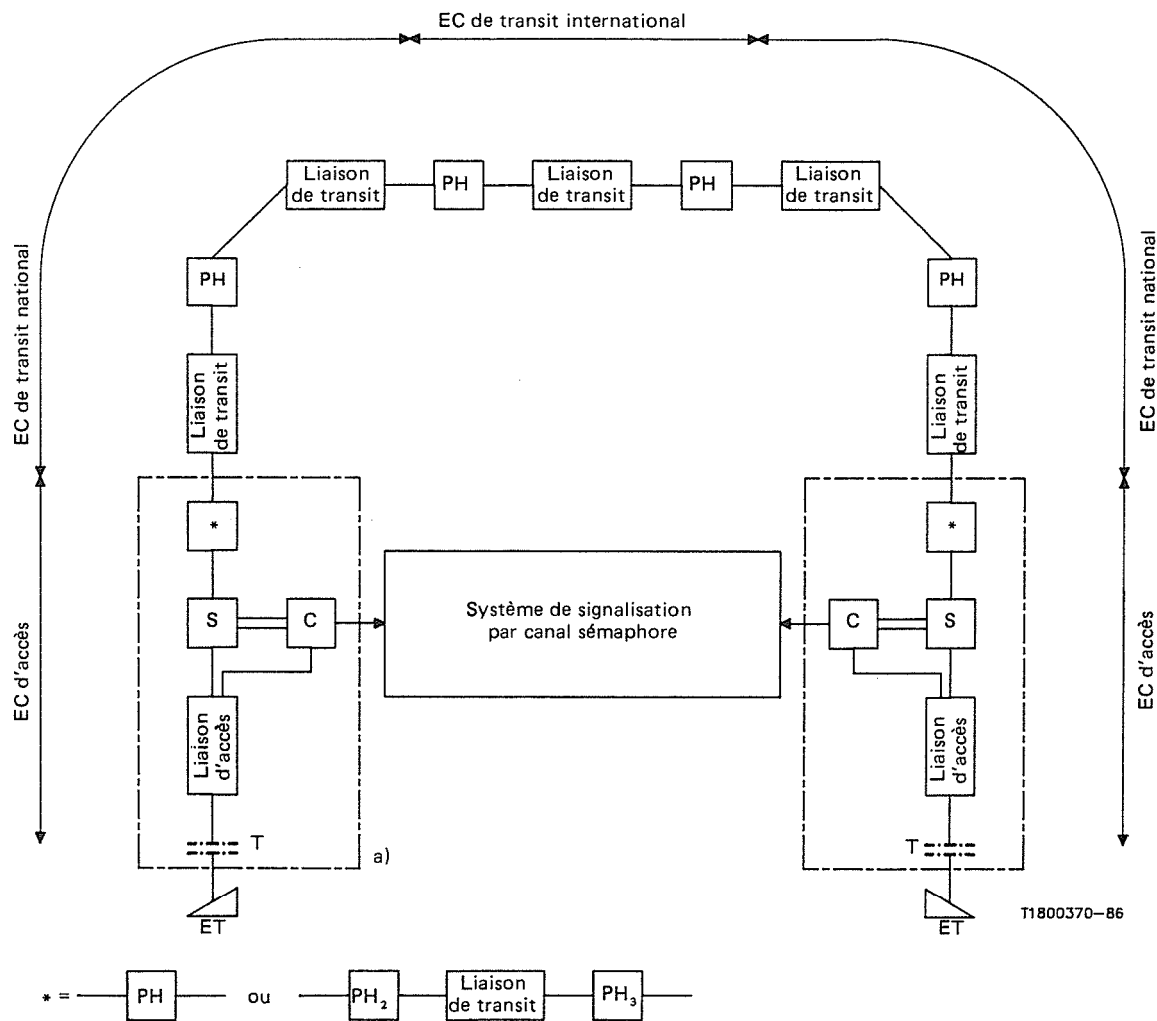 EC de transit international
Liaison
de transit
PH
Liaison
de transit
PH
Liaison
de transit
EC de transit national
PH
PH
EC de transit national
Liaison
de transit
Liaison
de transit
*
*
EC d'accès
S
C
Système de signalisation
par canal sémaphore
C
S
EC d'accès
Liaison
d'accès
Liaison
d'accès
T
a)
T
ET
ET
T1800370-86
* = PH ou PH₂ Liaison
de transit PH₃